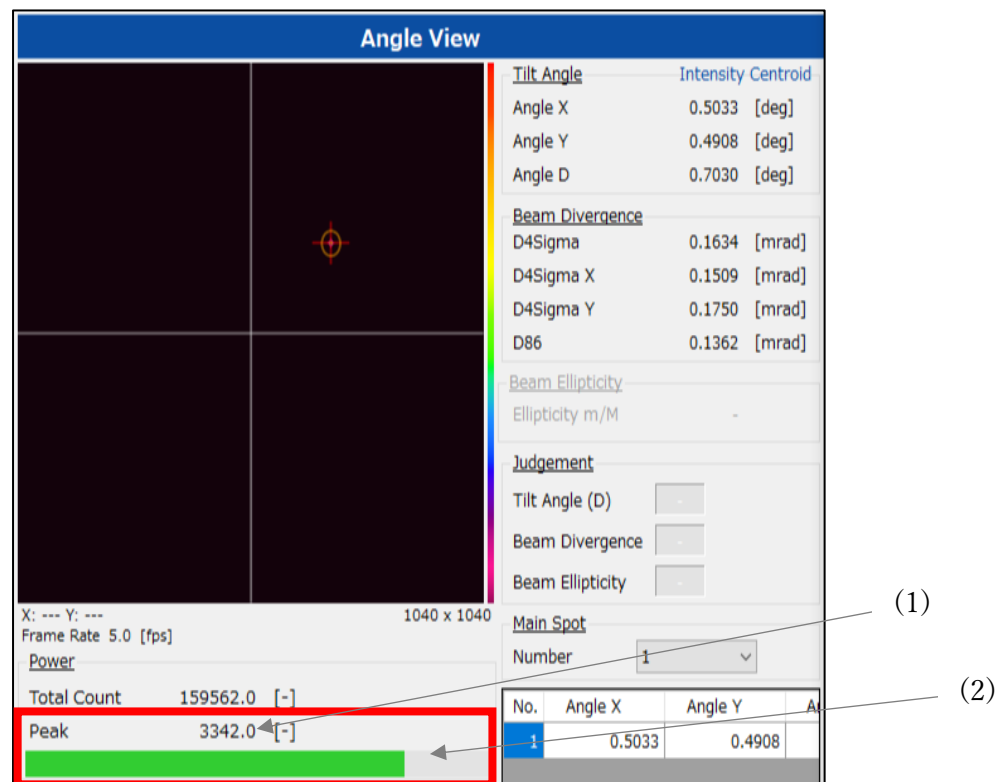 Angle View
Tilt Angle Intensity Centroid
Angle X 0.5033 [deg]
Angle Y 0.4908 [deg]
Angle D 0.7030 [deg]
Beam Divergence
D4Sigma 0.1634 [mrad]
D4Sigma X 0.1509 [mrad]
D4Sigma Y 0.1750 [mrad]
D86 0.1362 [mrad]
Beam Ellipticity
Ellipticity m/M -
Judgement
Tilt Angle (D) -
Beam Divergence -
Beam Ellipticity -
X: --- Y: --- 1040 x 1040
Frame Rate 5.0 [fps]
Main Spot
Number 1
Power
Total Count 159562.0 [-]
Peak 3342.0 [-]
No. Angle X Angle Y
1 0.5033 0.4908
(1)
(2)